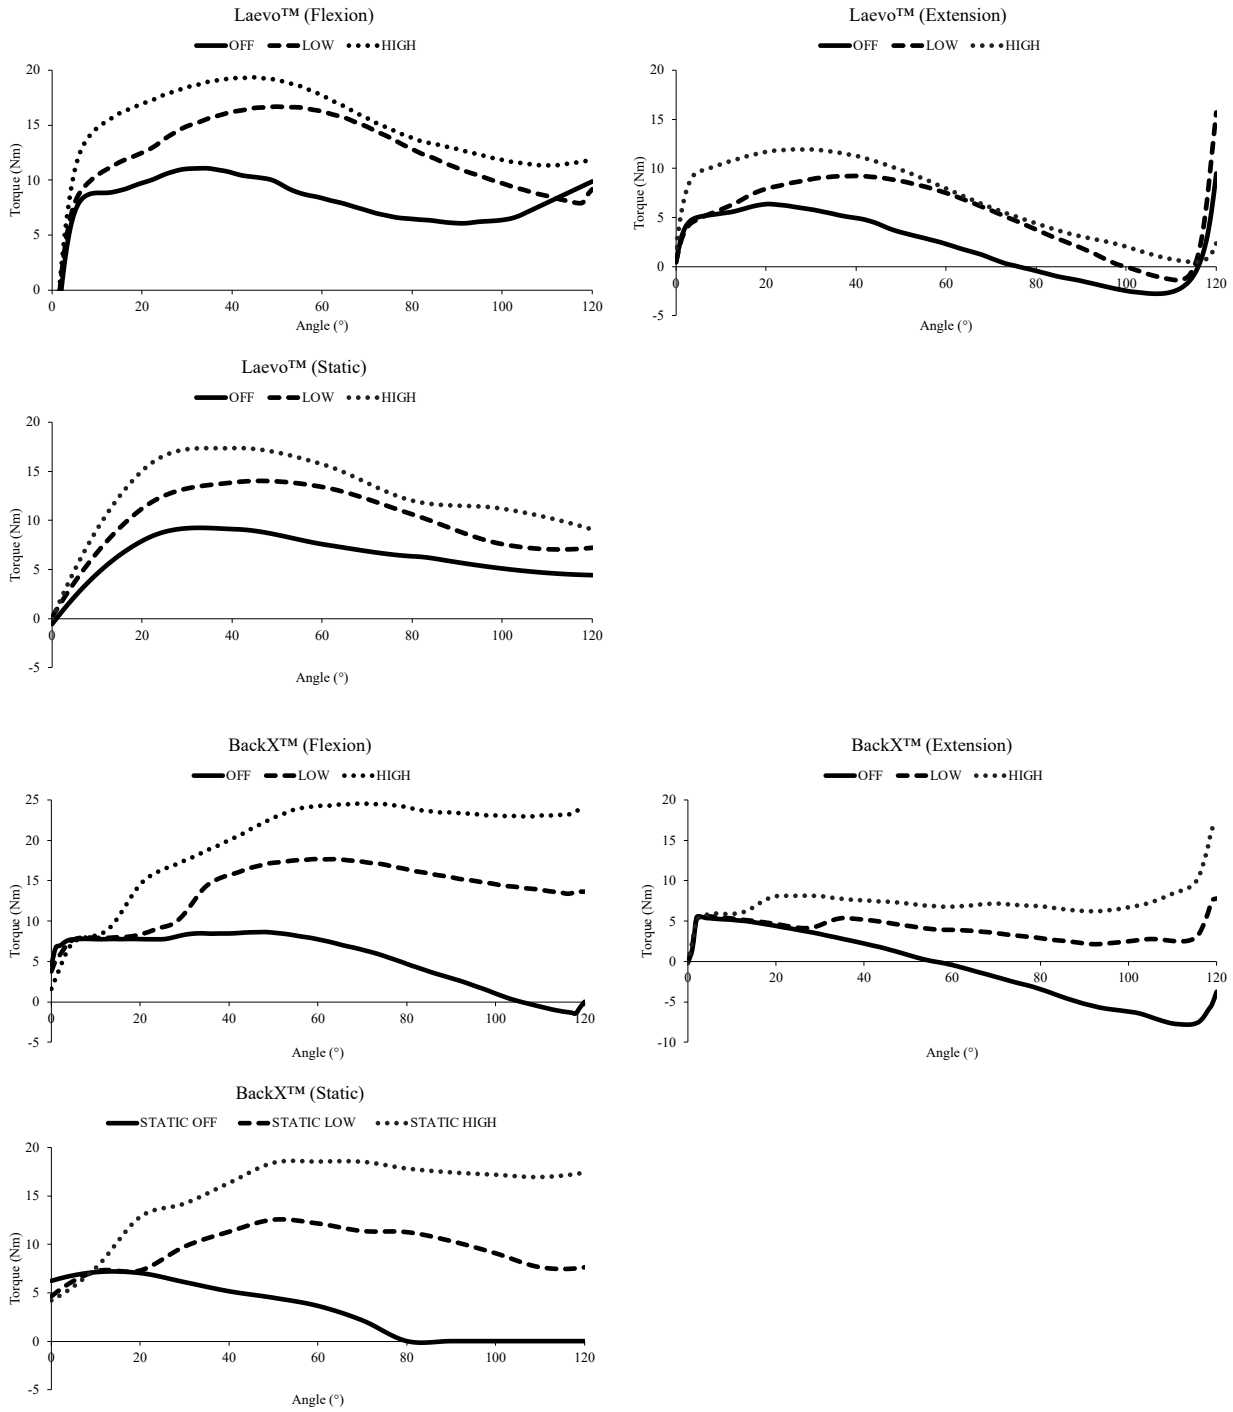 Laevo™ (Flexion)
OFF LOW HIGH
20
15
10
5
0
Torque (Nm)
0 20 40 60 80 100 120
Angle (°)
Laevo™ (Extension)
OFF LOW HIGH
20
15
10
5
0
-5
Torque (Nm)
0 20 40 60 80 100 120
Angle (°)
Laevo™ (Static)
OFF LOW HIGH
20
15
10
5
0
-5
Torque (Nm)
0 20 40 60 80 100 120
Angle (°)
BackX™ (Flexion)
OFF LOW HIGH
25
20
15
10
5
0
-5
Torque (Nm)
0 20 40 60 80 100 120
Angle (°)
BackX™ (Extension)
OFF LOW HIGH
20
15
10
5
0
-5
-10
Torque (Nm)
0 20 40 60 80 100 120
Angle (°)
BackX™ (Static)
STATIC OFF STATIC LOW STATIC HIGH
20
15
10
5
0
-5
Torque (Nm)
0 20 40 60 80 100 120
Angle (°)